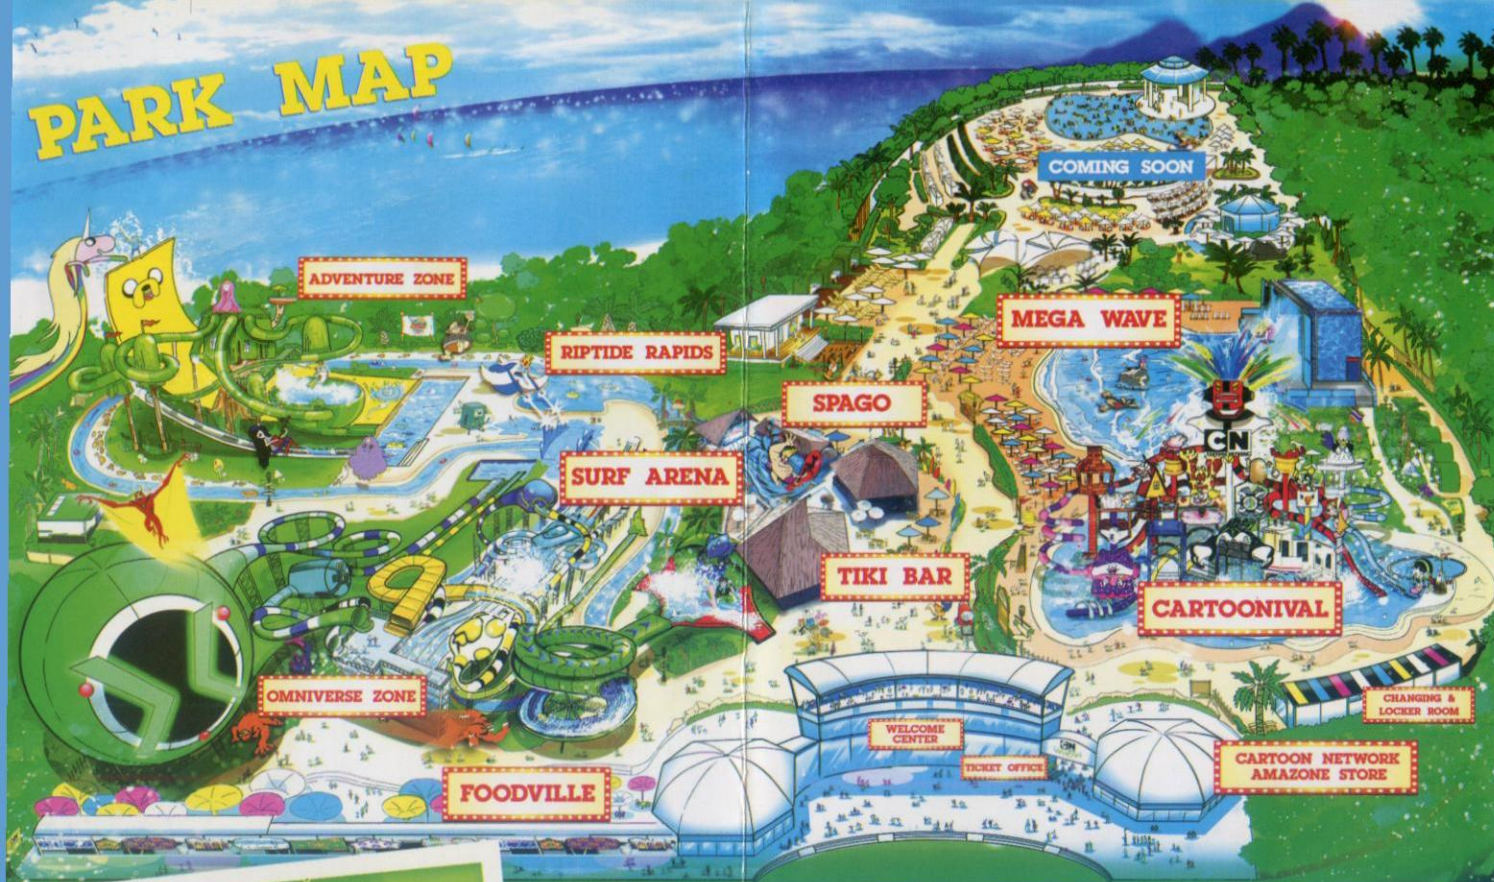 PARK MAP
COMING SOON
ADVENTURE ZONE
MEGA WAVE
RIPTIDE RAPIDS
SPAGO
CN
SURF ARENA
TIKI BAR
CARTOONIVAL
OMNIVERSE ZONE
CHANGING &
LOCKER ROOM
WELCOME
CENTER
TICKET OFFICE
CARTOON NETWORK
AMAZONE STORE
FOODVILLE